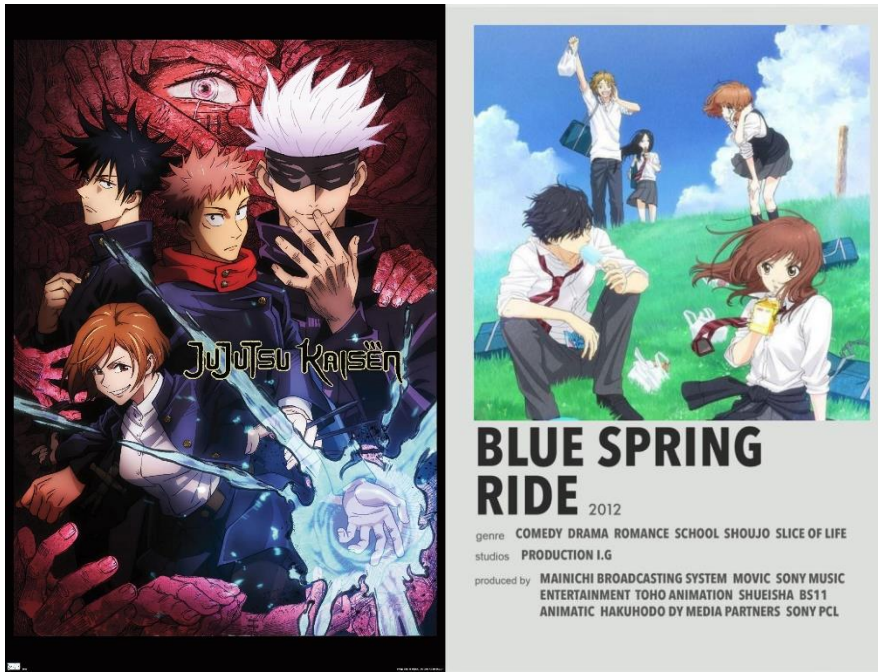 JUJUTSU KAISEN
BLUE SPRING
RIDE 2012
genre COMEDY DRAMA ROMANCE SCHOOL SHOUJO SLICE OF LIFE
studios PRODUCTION I.G
produced by MAINICHI BROADCASTING SYSTEM MOVIC SONY MUSIC
ENTERTAINMENT TOHO ANIMATION SHUEISHA BS11
ANIMATIC HAKUHODO DY MEDIA PARTNERS SONY PCL